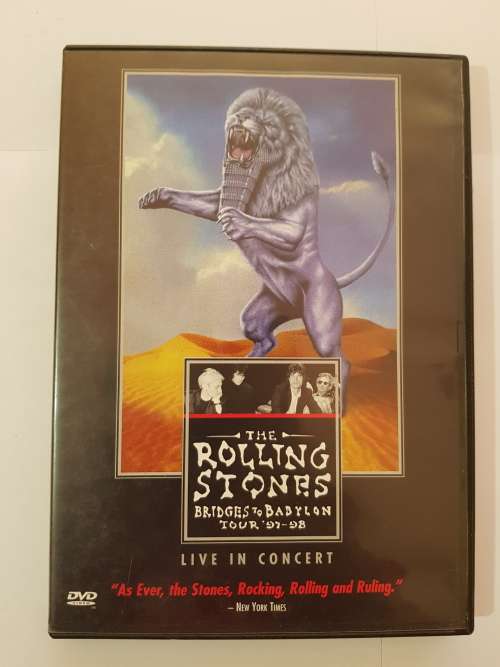 THE
ROLLING
STONES
BRIDGES TO BABYLON
TOUR '97-98
LIVE IN CONCERT
"As Ever, the Stones, Rocking, Rolling and Ruling."
– NEW YORK TIMES
DVD
VIDEO